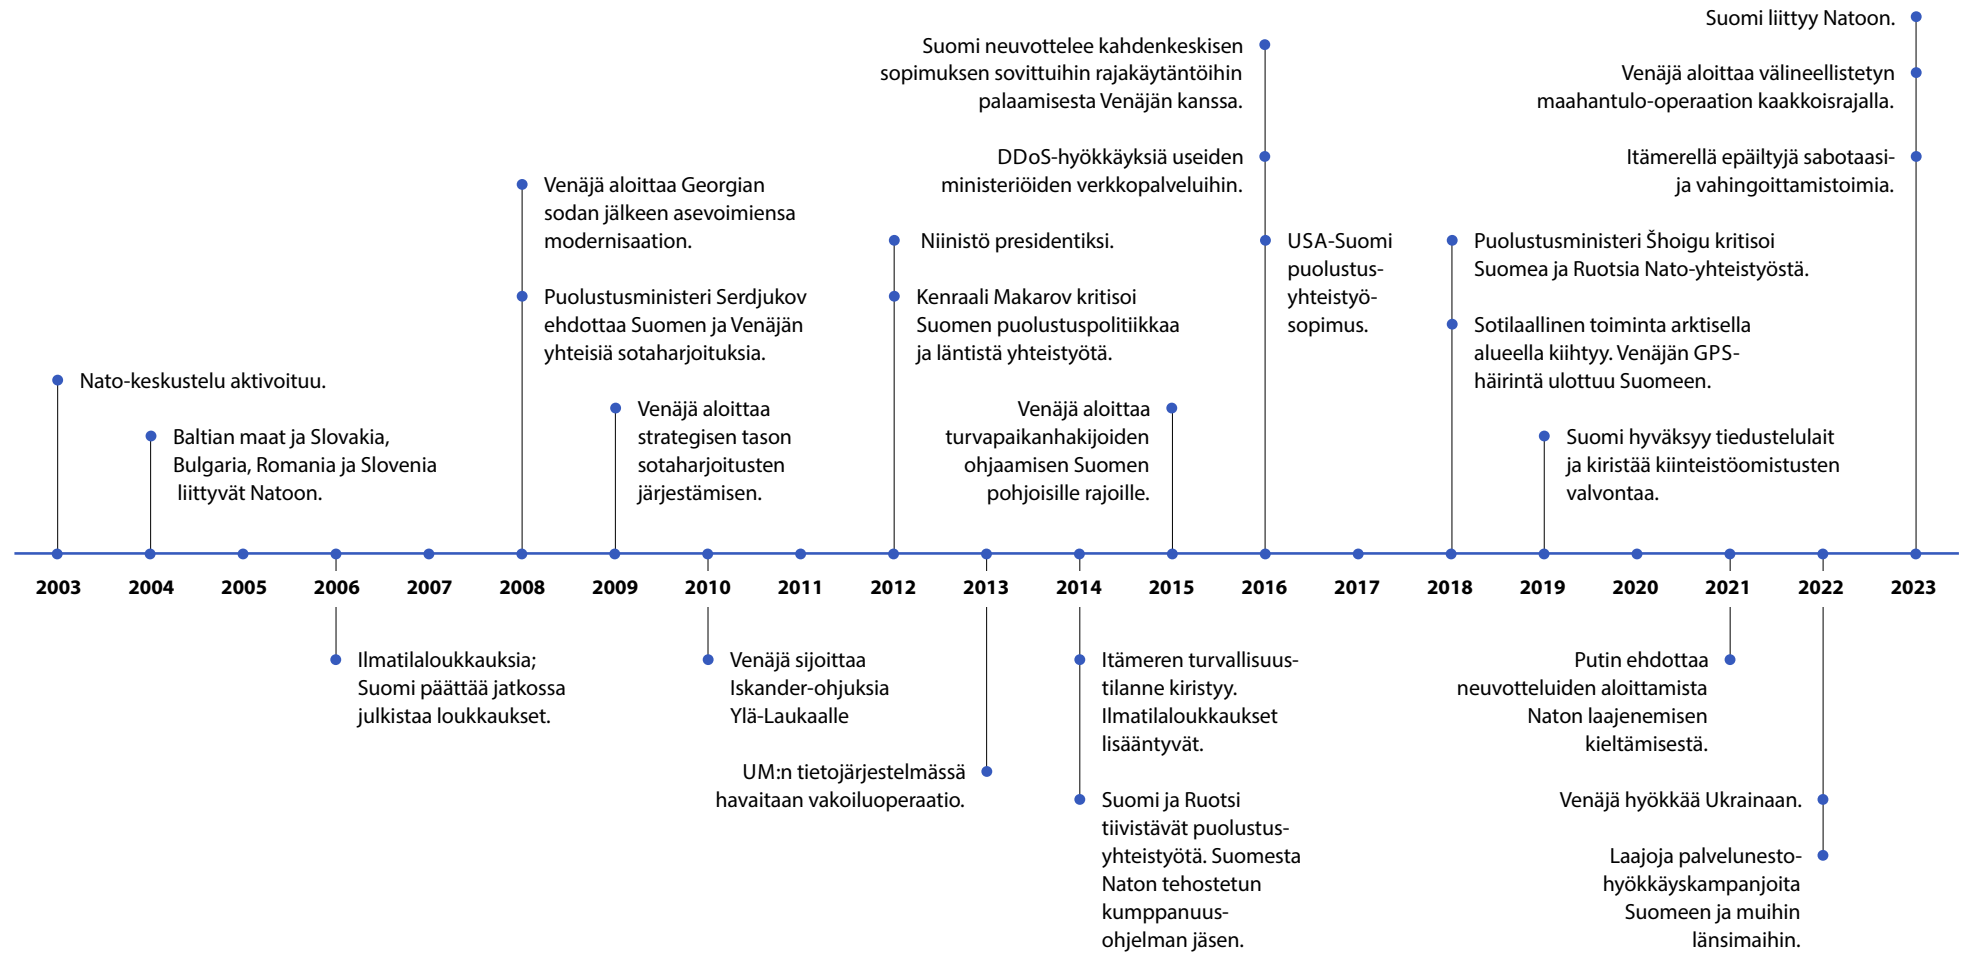 Suomi liittyy Natoon.
Venäjä aloittaa välineellistetyn
maahantulo-operaation kaakkoisrajalla.
Itämerellä epäiltyjä sabotaasi-
ja vahingoittamistoimia.
Suomi neuvottelee kahdenkeskisen
sopimuksen sovittuihin rajakäytäntöihin
palaamisesta Venäjän kanssa.
DDoS-hyökkäyksiä useiden
ministeriöiden verkkopalveluihin.
USA-Suomi
puolustus-
yhteistyö-
sopimus.
Venäjä aloittaa Georgian
sodan jälkeen asevoimiensa
modernisaation.
Puolustusministeri Serdjukov
ehdottaa Suomen ja Venäjän
yhteisiä sotaharjoituksia.
Niinistö presidentiksi.
Kenraali Makarov kritisoi
Suomen puolustuspolitiikkaa
ja läntistä yhteistyötä.
Puolustusministeri Šhoigu kritisoi
Suomea ja Ruotsia Nato-yhteistyöstä.
Sotilaallinen toiminta arktisella
alueella kiihtyy. Venäjän GPS-
häirintä ulottuu Suomeen.
Nato-keskustelu aktivoituu.
Baltian maat ja Slovakia,
Bulgaria, Romania ja Slovenia
liittyvät Natoon.
Venäjä aloittaa
strategisen tason
sotaharjoitusten
järjestämisen.
Venäjä aloittaa
turvapaikanhakijoiden
ohjaamisen Suomen
pohjoisille rajoille.
Suomi hyväksyy tiedustelulait
ja kiristää kiinteistöomistusten
valvontaa.
2003 2004 2005 2006 2007 2008 2009 2010 2011 2012 2013 2014 2015 2016 2017 2018 2019 2020 2021 2022 2023
Ilmatilaloukkauksia;
Suomi päättää jatkossa
julkistaa loukkaukset.
Venäjä sijoittaa
Iskander-ohjuksia
Ylä-Laukaalle
UM:n tietojärjestelmässä
havaitaan vakoiluoperaatio.
Itämeren turvallisuus-
tilanne kiristyy.
Ilmatilaloukkaukset
lisääntyvät.
Suomi ja Ruotsi
tiivistävät puolustus-
yhteistyötä. Suomesta
Naton tehostetun
kumppanuus-
ohjelman jäsen.
Putin ehdottaa
neuvotteluiden aloittamista
Naton laajenemisen
kieltämisestä.
Venäjä hyökkää Ukrainaan.
Laajoja palvelunesto-
hyökkäyskampanjoita
Suomeen ja muihin
länsimaihin.